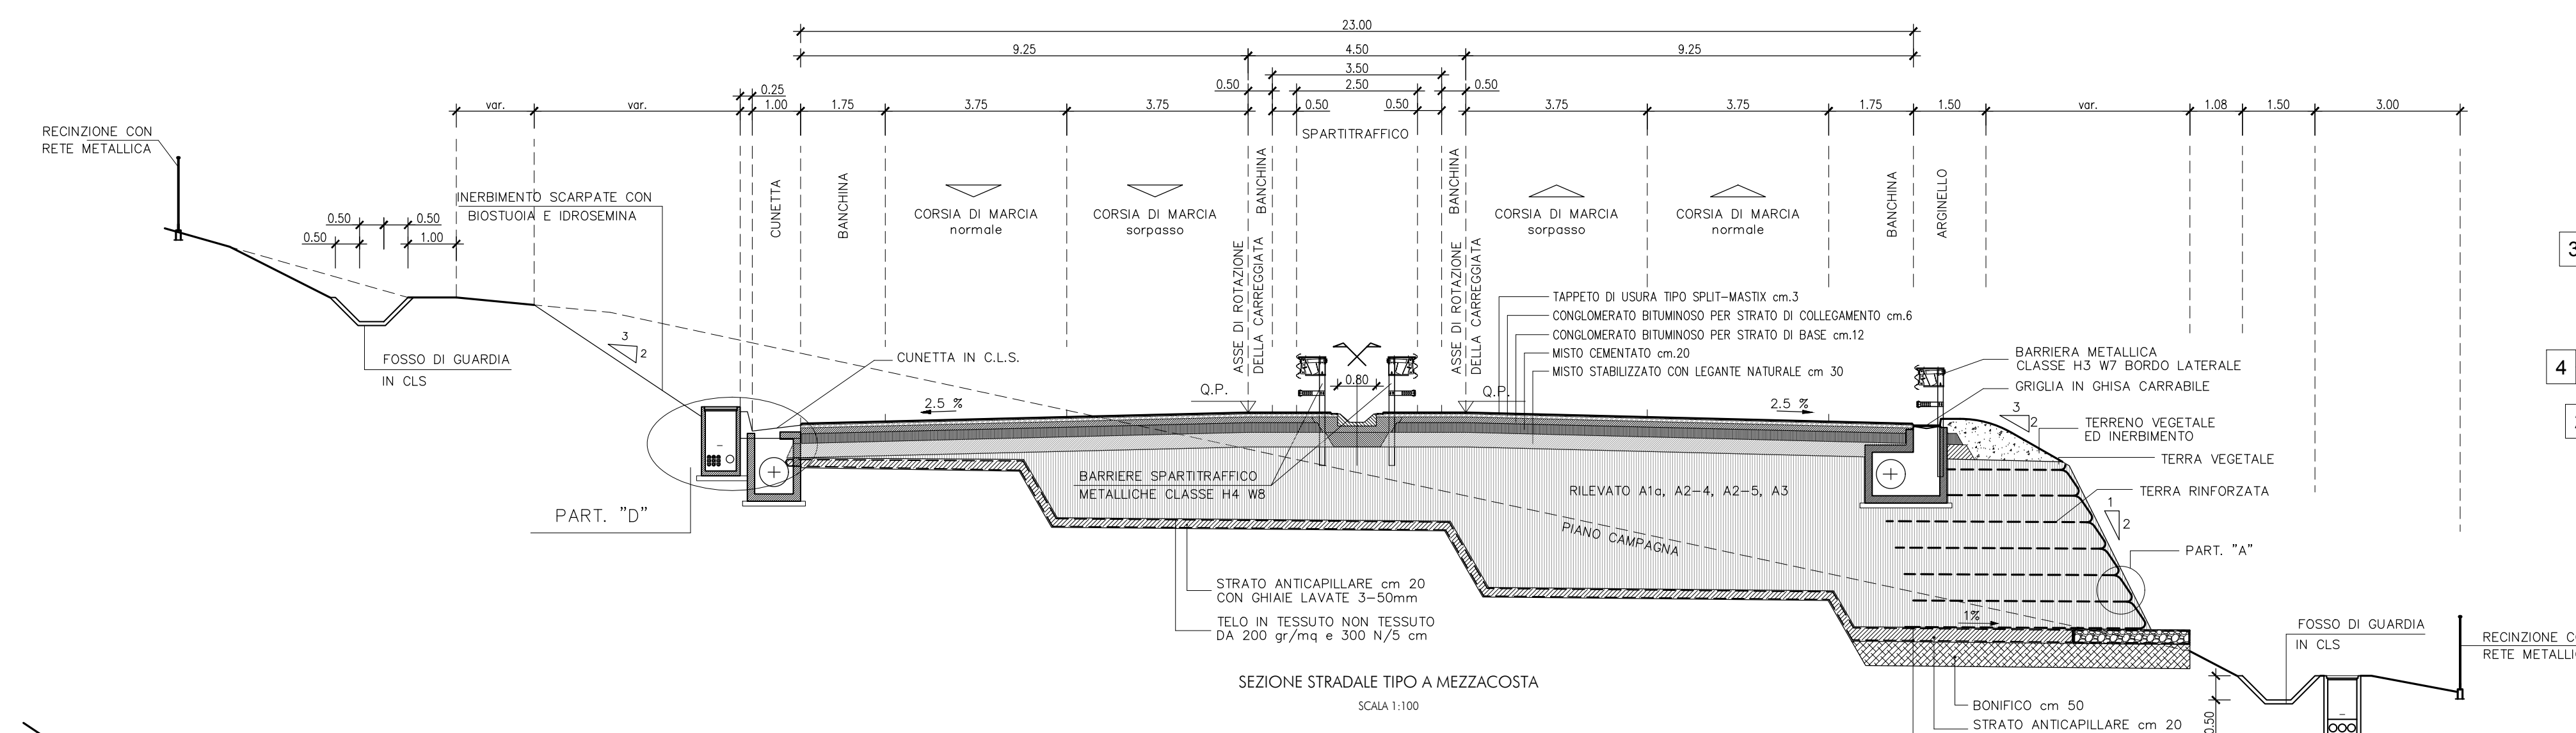 23.00
9.25
4.50
9.25
3.50
0.50
2.50
0.50
0.25
var.
var.
1.00
1.75
3.75
3.75
0.50
0.50
3.75
3.75
1.75
1.50
var.
1.08
1.50
3.00
SPARTITRAFFICO
RECINZIONE CON
RETE METALLICA
INERBIMENTO SCARPATE CON
BIOSTUOIA E IDROSEMINA
0.50
0.50
0.50
1.00
CUNETTA
BANCHINA
CORSIA DI MARCIA
normale
CORSIA DI MARCIA
sorpasso
ASSE DI ROTAZIONE
DELLA CARREGGIATA
BANCHINA
BANCHINA
ASSE DI ROTAZIONE
DELLA CARREGGIATA
CORSIA DI MARCIA
sorpasso
CORSIA DI MARCIA
normale
BANCHINA
ARGINELLO
3
4
TAPPETO DI USURA TIPO SPLIT-MASTIX cm.3
CONGLOMERATO BITUMINOSO PER STRATO DI COLLEGAMENTO cm.6
CONGLOMERATO BITUMINOSO PER STRATO DI BASE cm.12
MISTO CEMENTATO cm.20
MISTO STABILIZZATO CON LEGANTE NATURALE cm 30
FOSSO DI GUARDIA
IN CLS
3
2
CUNETTA IN C.L.S.
0.80
Q.P.
Q.P.
2.5 %
2.5 %
BARRIERA METALLICA
CLASSE H3 W7 BORDO LATERALE
GRIGLIA IN GHISA CARRABILE
3
2
TERRENO VEGETALE
ED INERBIMENTO
TERRA VEGETALE
TERRA RINFORZATA
1
2
PART. "A"
BARRIERE SPARTITRAFFICO
METALLICHE CLASSE H4 W8
RILEVATO A1a, A2-4, A2-5, A3
PIANO CAMPAGNA
PART. "D"
STRATO ANTICAPILLARE cm 20
CON GHIAIE LAVATE 3-50mm
TELO IN TESSUTO NON TESSUTO
DA 200 gr/mq e 300 N/5 cm
1%
FOSSO DI GUARDIA
IN CLS
RECINZIONE C
RETE METALLI
SEZIONE STRADALE TIPO A MEZZACOSTA
SCALA 1:100
BONIFICO cm 50
STRATO ANTICAPILLARE cm 20
0.50